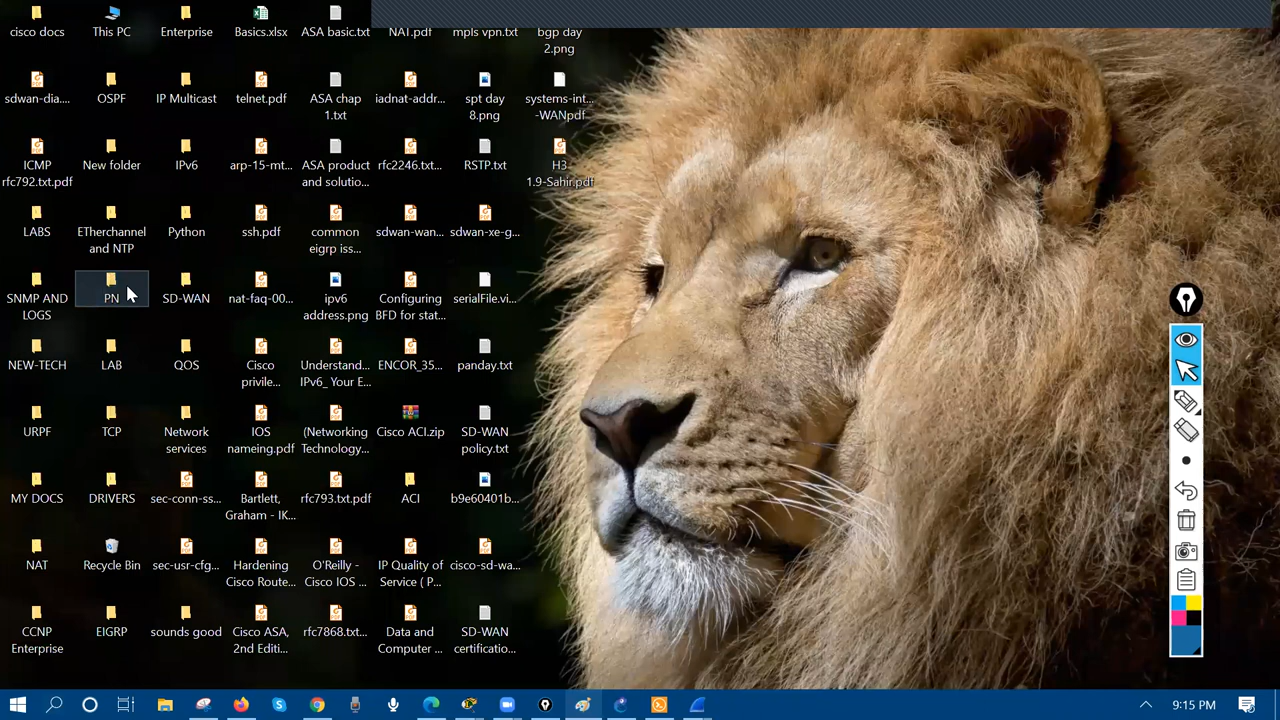 cisco docs
This PC
Enterprise
Basics.xlsx
ASA basic.txt
NAT.pdf
mpls vpn.txt
bgp day
2.png
sdwan-dia....
OSPF
IP Multicast
telnet.pdf
ASA chap
1.txt
iadnat-addr...
spt day
8.png
systems-int...
-WANpdf
ICMP
rfc792.txt.pdf
New folder
IPv6
arp-15-mt...
ASA product
and solutio...
rfc2246.txt...
RSTP.txt
H3
1.9-Sahir.pdf
LABS
ETherchannel
and NTP
Python
ssh.pdf
common
eigrp iss...
sdwan-wan...
sdwan-xe-g...
SNMP AND
LOGS
PN
SD-WAN
nat-faq-00...
ipv6
address.png
Configuring
BFD for stat...
serialFile.vi...
NEW-TECH
LAB
QOS
Cisco
privile...
Understand...
IPv6_ Your E...
ENCOR_35...
panday.txt
URPF
TCP
Network
services
IOS
nameing.pdf
(Networking
Technology...
Cisco ACI.zip
SD-WAN
policy.txt
MY DOCS
DRIVERS
sec-conn-ss...
Bartlett,
Graham - IK...
rfc793.txt.pdf
ACI
b9e60401b...
NAT
Recycle Bin
sec-usr-cfg...
Hardening
Cisco Route...
O'Reilly -
Cisco IOS ...
IP Quality of
Service ( P...
cisco-sd-wa...
CCNP
Enterprise
EIGRP
sounds good
Cisco ASA,
2nd Editi...
rfc7868.txt...
Data and
Computer ...
SD-WAN
certificatio...
9:15 PM